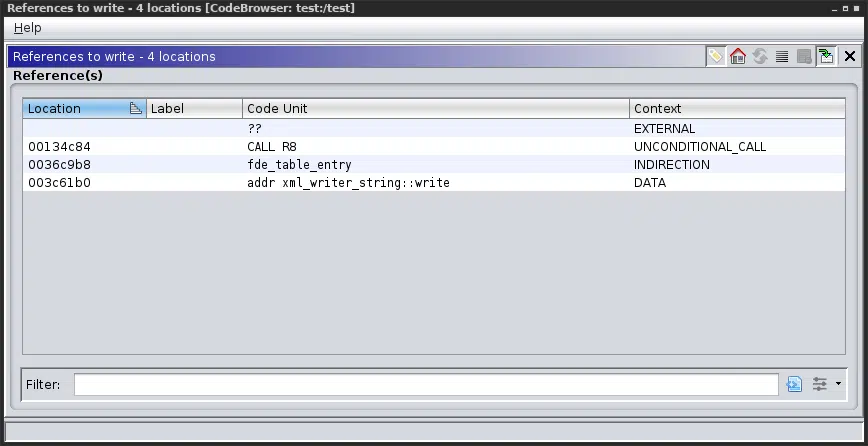 References to write - 4 locations [CodeBrowser: test:/test]
Help
References to write - 4 locations
Reference(s)
Location Label Code Unit Context
?? EXTERNAL
00134c84 CALL R8 UNCONDITIONAL_CALL
0036c9b8 fde_table_entry INDIRECTION
003c61b0 addr xml_writer_string::write DATA
Filter: